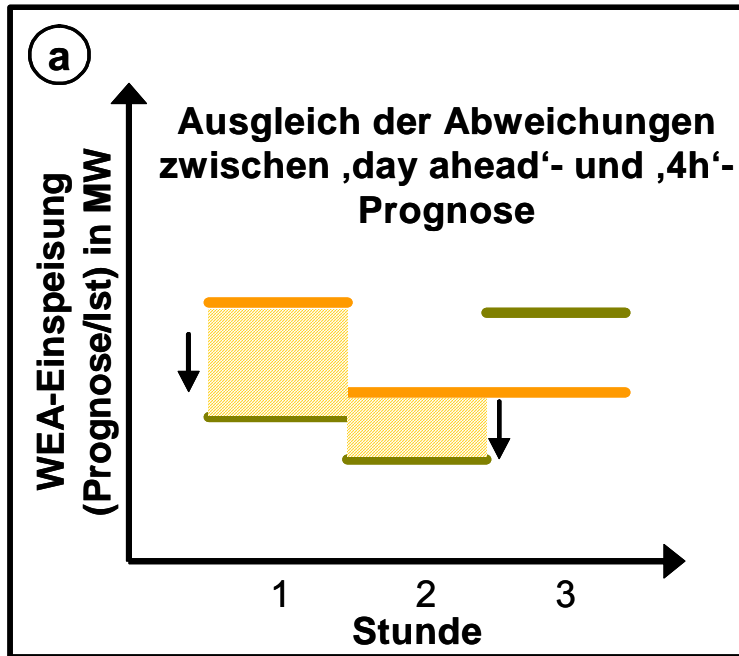 a
Ausgleich der Abweichungen
zwischen ‚day ahead‘- und ‚4h‘-
Prognose
WEA-Einspeisung
(Prognose/Ist) in MW
1 2 3
Stunde